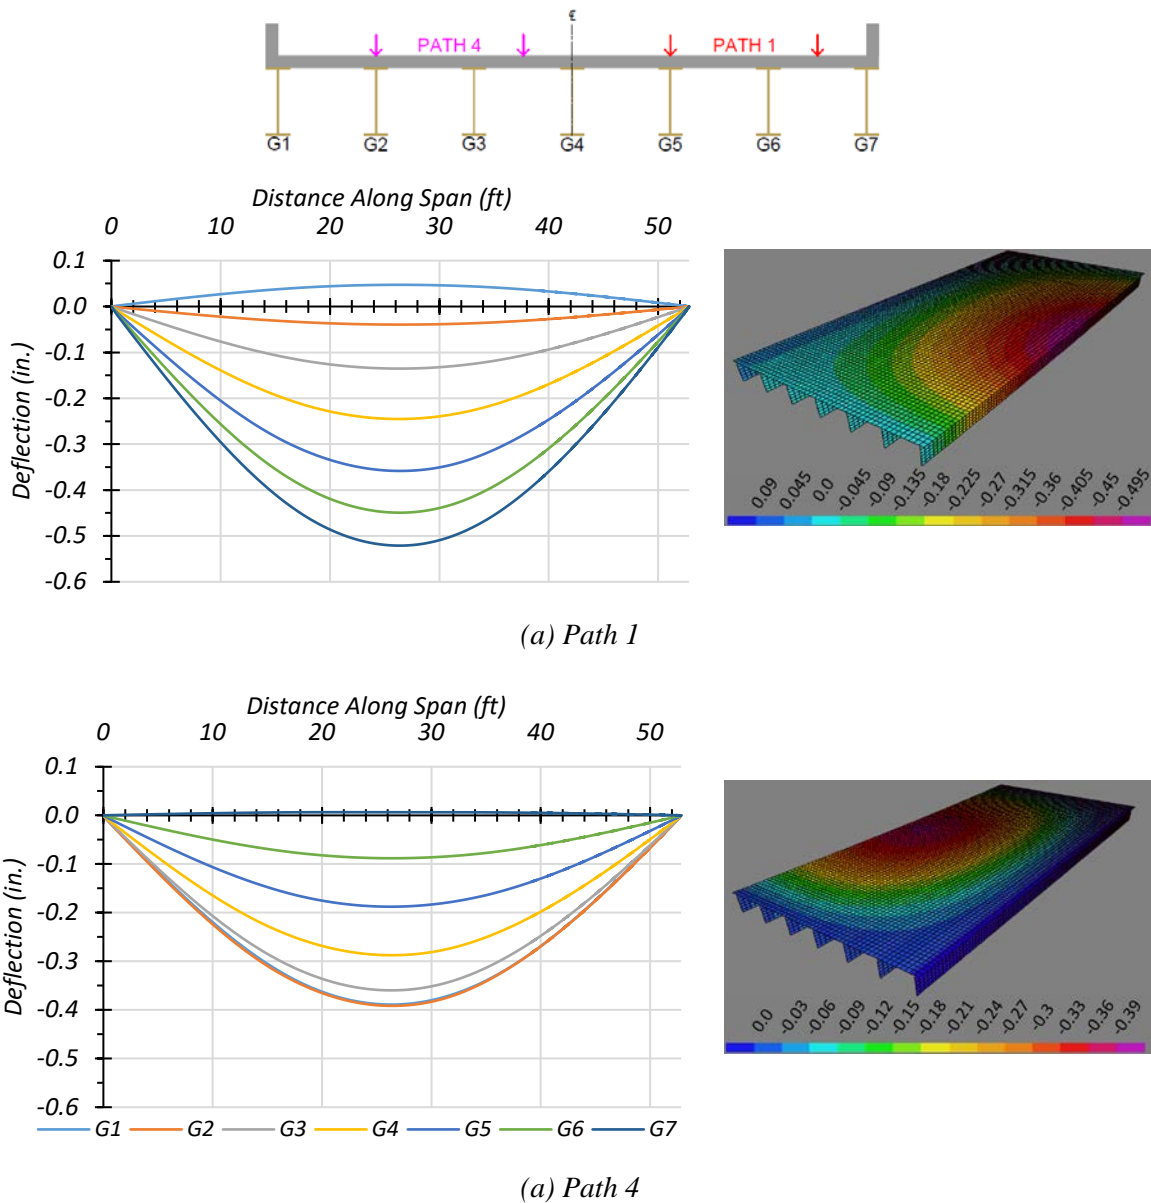 ℄
PATH 4 PATH 1
G1 G2 G3 G4 G5 G6 G7
Distance Along Span (ft)
0 10 20 30 40 50
Deflection (in.)
0.1
0.0
-0.1
-0.2
-0.3
-0.4
-0.5
-0.6
0.09 0.045 0.0 -0.045 -0.09 -0.135 -0.18 -0.225 -0.27 -0.315 -0.36 -0.405 -0.45 -0.495
(a) Path 1
Distance Along Span (ft)
0 10 20 30 40 50
Deflection (in.)
0.1
0.0
-0.1
-0.2
-0.3
-0.4
-0.5
-0.6
0.0 -0.03 -0.06 -0.09 -0.12 -0.15 -0.18 -0.21 -0.24 -0.27 -0.3 -0.33 -0.36 -0.39
G1 G2 G3 G4 G5 G6 G7
(a) Path 4